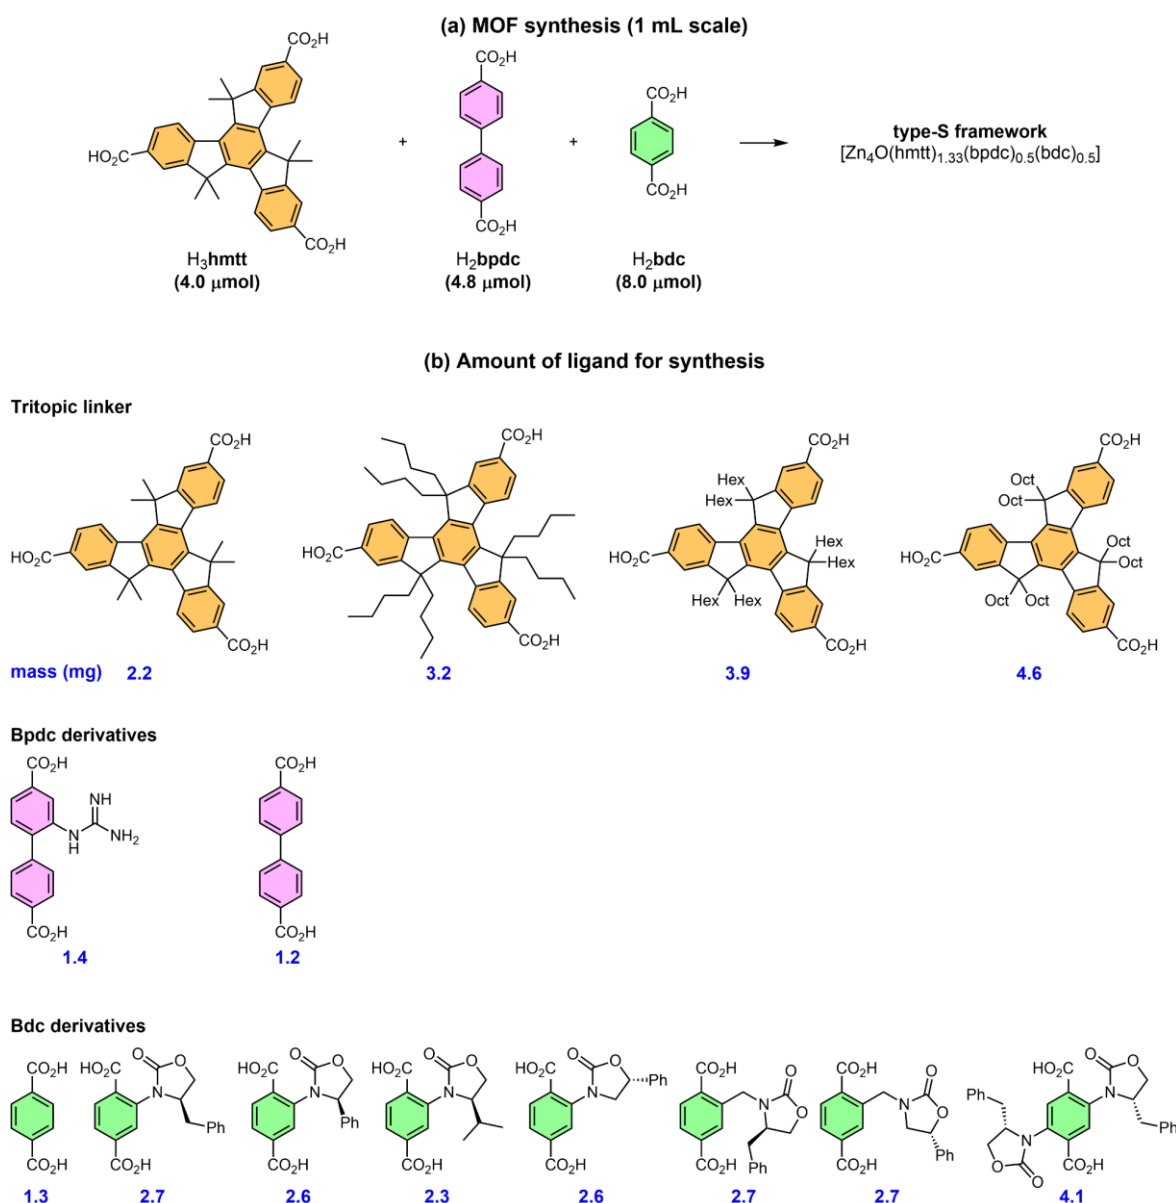 (a) MOF synthesis (1 mL scale)
CO2H
HO2C
CO2H
H3hmtt
(4.0 μmol)
+
CO2H
CO2H
H2bpdc
(4.8 μmol)
+
CO2H
CO2H
H2bdc
(8.0 μmol)
type-S framework
[Zn4O(hmtt)1.33(bpdc)0.5(bdc)0.5]
(b) Amount of ligand for synthesis
Tritopic linker
CO2H
HO2C
CO2H
CO2H
HO2C
CO2H
CO2H
Hex
Hex
Hex
Hex
HO2C
Hex Hex
CO2H
CO2H
Oct
Oct
Oct
Oct
HO2C
Oct Oct
CO2H
mass (mg) 2.2 3.2 3.9 4.6
Bpdc derivatives
CO2H
NH
N
H
NH2
CO2H
1.4
CO2H
CO2H
1.2
Bdc derivatives
CO2H
CO2H
1.3
HO2C
O
O
N
Ph
CO2H
2.7
HO2C
O
O
N
Ph
CO2H
2.6
HO2C
O
O
N
CO2H
2.3
HO2C
O
O
Ph
N
CO2H
2.6
CO2H
O
N
O
Ph
CO2H
2.7
CO2H
O
N
O
Ph
CO2H
2.7
HO2C
O
O
N
Ph
Ph
N
O
O
CO2H
4.1